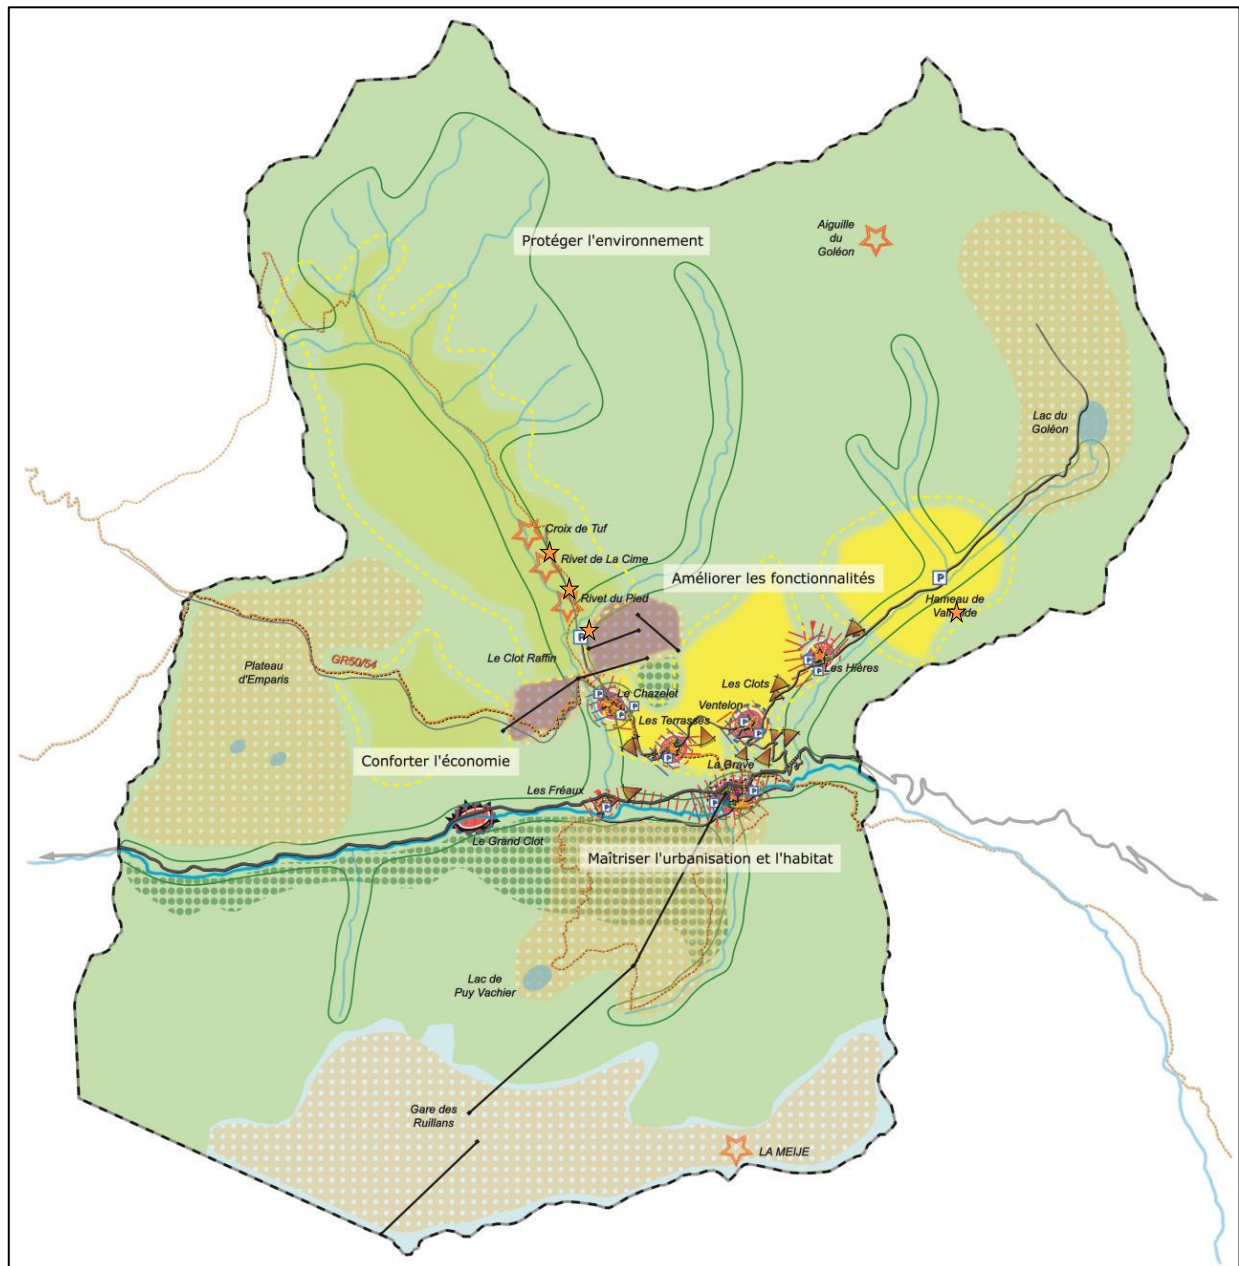 Protéger l'environnement
Aiguille
du
Goléon
Lac du
Goléon
Croix de Tuf
Rivet de La Cime
Améliorer les fonctionnalités
Rivet du Pied
P
Hameau de
P
Le Clot Raffin
GR50/54
Plateau
d'Emparis
Les Hières
P
P
Les Clots
Le Chazelet
P
P
P
Ventelon
P
P
Les Terrasses
P
Conforter l'économie
La Grave
Les Fréaux
P
P
P
Le Grand Clot
Maîtriser l'urbanisation et l'habitat
Lac de
Puy Vachier
Gare des
Ruillans
LA MEIJE